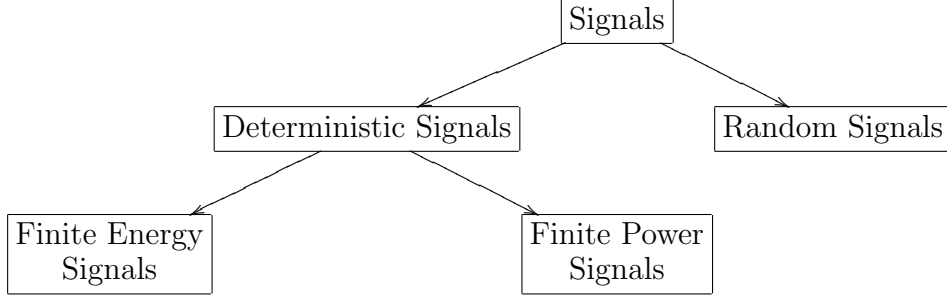 Signals
Deterministic Signals
Random Signals
Finite Energy
Signals
Finite Power
Signals